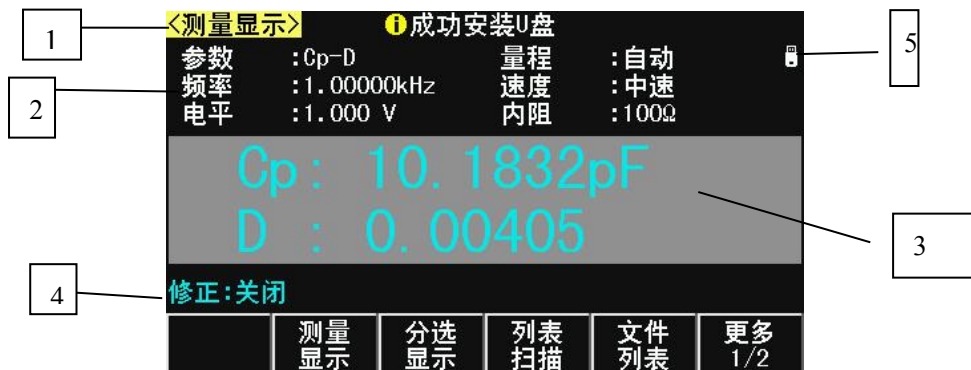 1
<测量显示>
成功安装U盘
5
参数 :Cp-D 量程 :自动
频率 :1.00000kHz 速度 :中速
2
电平 :1.000 V 内阻 :100Ω
Cp: 10.1832pF
D : 0.00405
3
4
修正:关闭
测量显示 分选显示 列表扫描 文件列表 更多 1/2